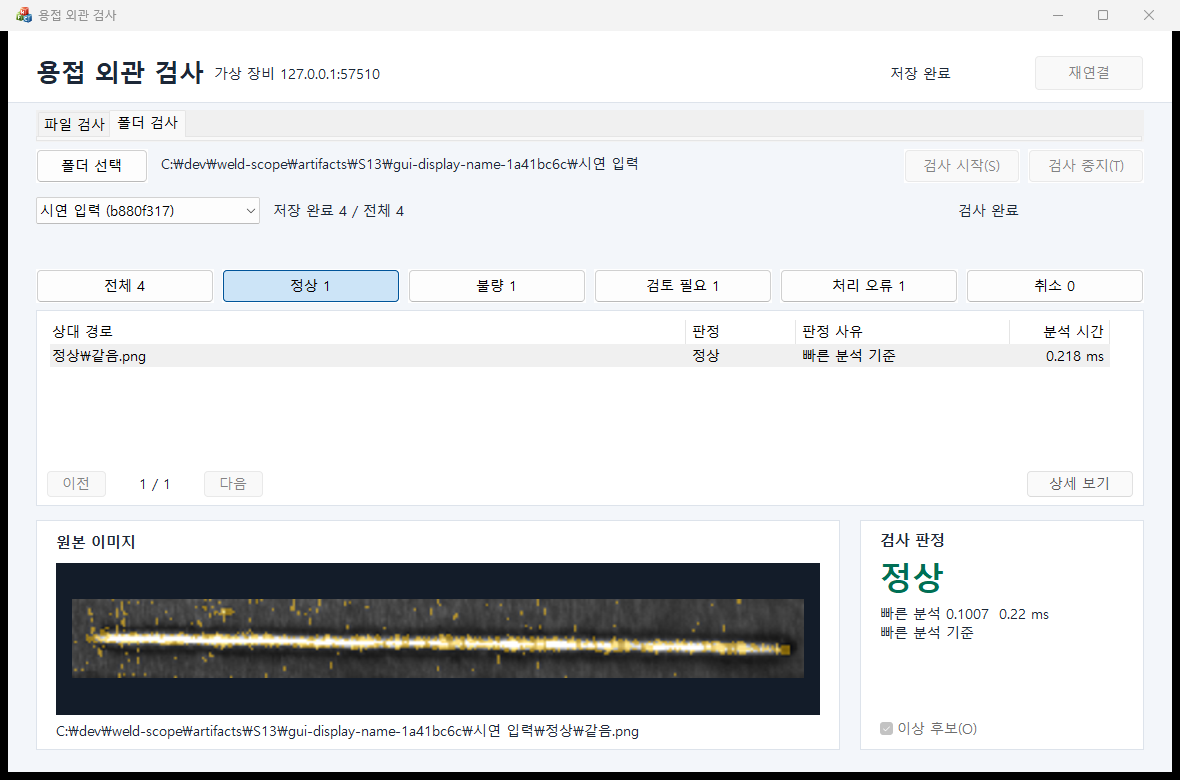 용접 외관 검사
용접 외관 검사 가상 장비 127.0.0.1:57510 저장 완료 재연결
파일 검사 폴더 검사
폴더 선택 C:₩dev₩weld-scope₩artifacts₩S13₩gui-display-name-1a41bc6c₩시연 입력 검사 시작(S) 검사 중지(T)
시연 입력 (b880f317) 저장 완료 4 / 전체 4 검사 완료
전체 4 정상 1 불량 1 검토 필요 1 처리 오류 1 취소 0
상대 경로 판정 판정 사유 분석 시간
정상₩같음.png 정상 빠른 분석 기준 0.218 ms
이전 1 / 1 다음 상세 보기
원본 이미지
C:₩dev₩weld-scope₩artifacts₩S13₩gui-display-name-1a41bc6c₩시연 입력₩정상₩같음.png
검사 판정
정상
빠른 분석 0.1007 0.22 ms
빠른 분석 기준
이상 후보(O)